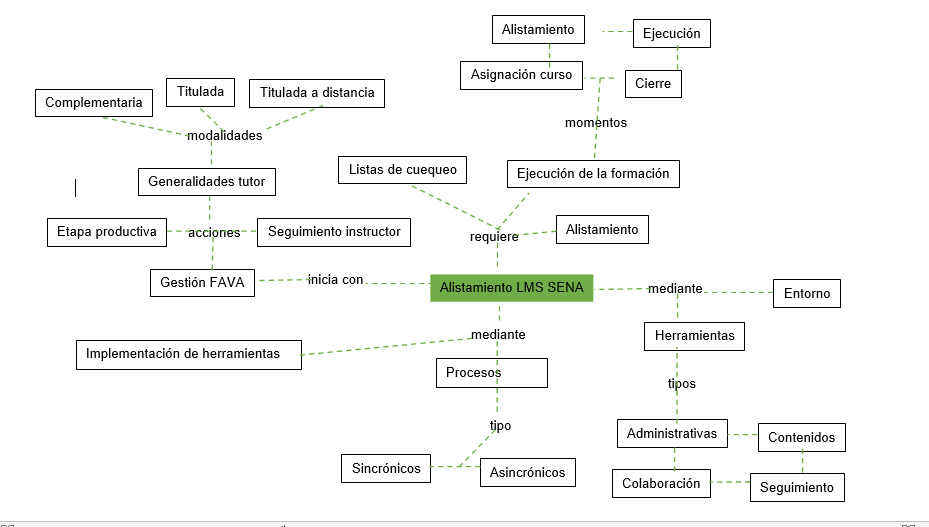 Alistamiento
Ejecución
Asignación curso
Cierre
momentos
Ejecución de la formación
Complementaria
Titulada
Titulada a distancia
modalidades
Generalidades tutor
Etapa productiva
acciones
Seguimiento instructor
Gestión FAVA
inicia con
Listas de cuequeo
requiere
Alistamiento
Alistamiento LMS SENA
mediante
Entorno
Herramientas
tipos
Administrativas
Contenidos
Colaboración
Seguimiento
mediante
Implementación de herramientas
Procesos
tipo
Sincrónicos
Asincrónicos